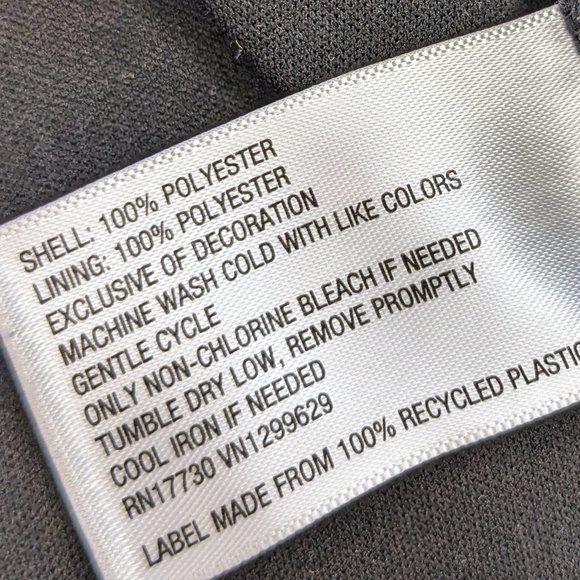 SHELL: 100% POLYESTER
LINING: 100% POLYESTER
EXCLUSIVE OF DECORATION
MACHINE WASH COLD WITH LIKE COLORS
GENTLE CYCLE
ONLY NON-CHLORINE BLEACH IF NEEDED
TUMBLE DRY LOW, REMOVE PROMPTLY
COOL IRON IF NEEDED
RN17730 VN1299629
LABEL MADE FROM 100% RECYCLED PLASTIC